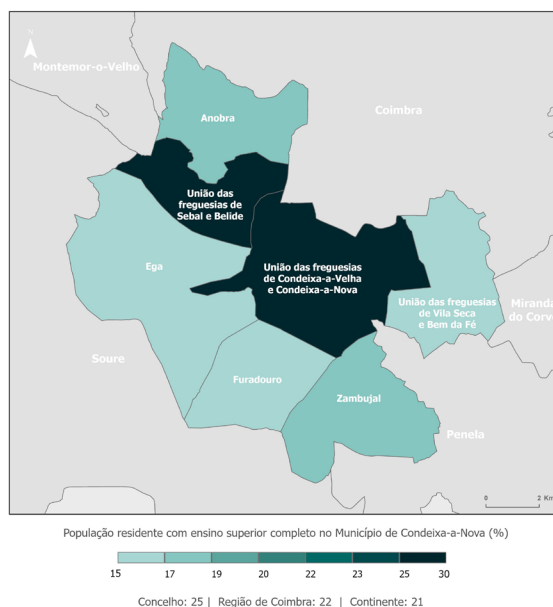 N
Montemor-o-Velho
Coimbra
Anobra
União das
freguesias de
Sebal e Belide
Ega
União das freguesias
de Condeixa-a-Velha
e Condeixa-a-Nova
União das freguesias
de Vila Seca
e Bem da Fé
Miranda
do Corvo
Soure
Furadouro
Zambujal
Penela
0 2 Km
População residente com ensino superior completo no Município de Condeixa-a-Nova (%)
15 17 19 20 22 23 25 30
Concelho: 25 | Região de Coimbra: 22 | Continente: 21